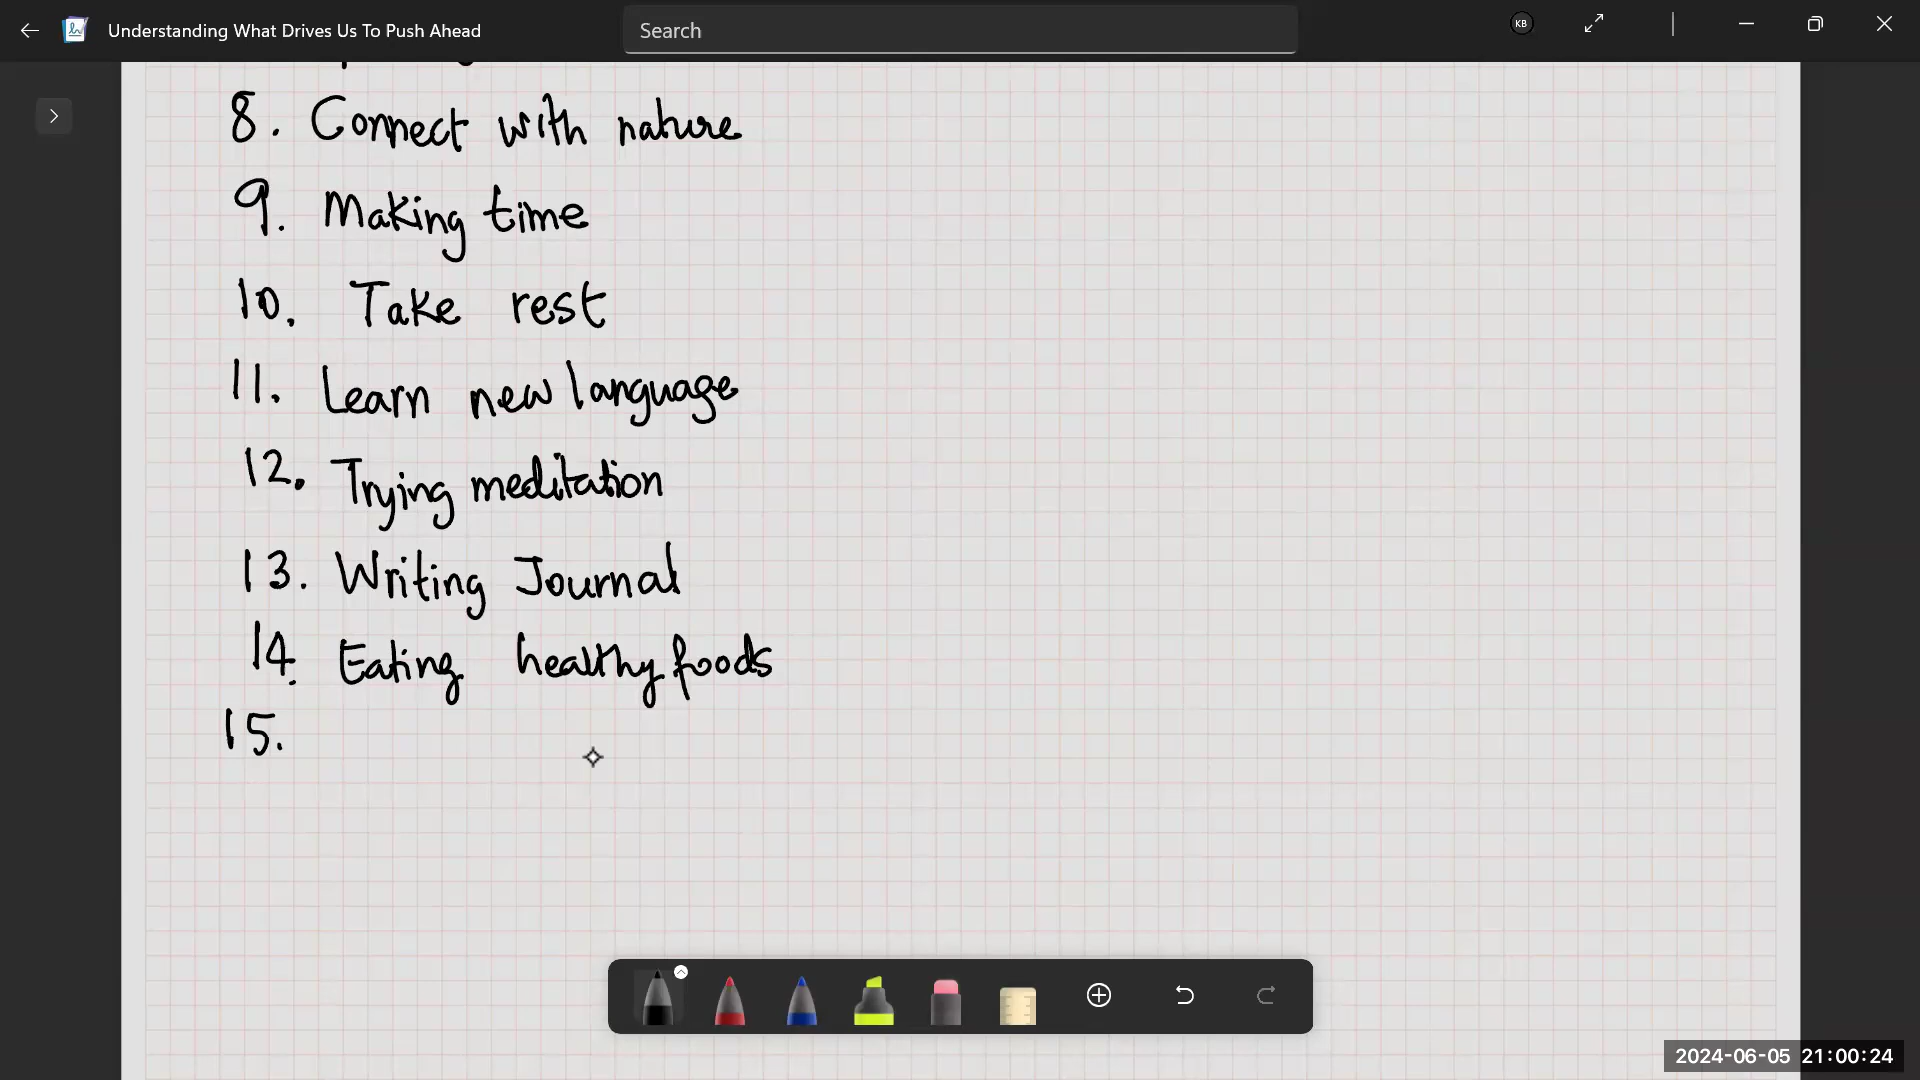 Understanding What Drives Us To Push Ahead
Search
KB
8. Connect with nature
9. Making time
10. Take rest
11. Learn new language
12. Trying meditation
13. Writing Journal
14. Eating healthy foods
15.
2024-06-05 21:00:24